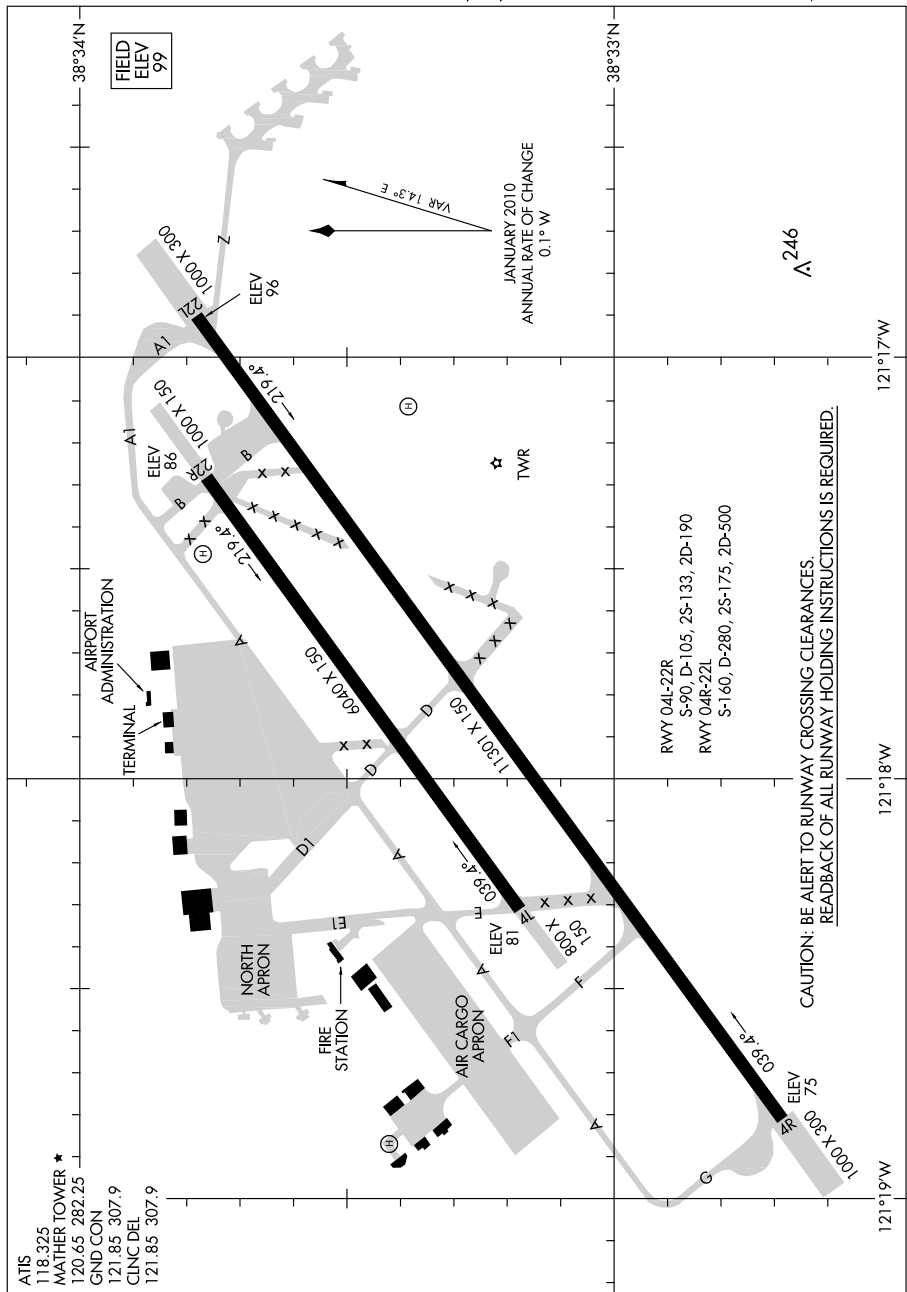 ATIS
118.325
MATHER TOWER ★
120.65 282.25
GND CON
121.85 307.9
CLNC DEL
121.85 307.9
FIELD
ELEV
99
38°34'N
38°33'N
121°17'W
121°18'W
121°19'W
JANUARY 2010
ANNUAL RATE OF CHANGE
0.1° W
VAR 14.3° E
246
TWR
AIRPORT
ADMINISTRATION
TERMINAL
NORTH
APRON
FIRE
STATION
AIR CARGO
APRON
ELEV
96
ELEV
86
ELEV
81
ELEV
75
1000 X 300
22L
219.4°
11301 X 150
039.4°
4R
1000 X 300
1000 X 150
22R
219.4°
6040 X 150
039.4°
4L
800 X
150
Z
A1
A1
B
B
A
D
D
D1
A
E
E1
A
F
F1
A
G
H
H
H
X X
X X
X X X X X
X X
X X X
X X X
X X X
RWY 04L-22R
S-90, D-105, 2S-133, 2D-190
RWY 04R-22L
S-160, D-280, 2S-175, 2D-500
CAUTION: BE ALERT TO RUNWAY CROSSING CLEARANCES.
READBACK OF ALL RUNWAY HOLDING INSTRUCTIONS IS REQUIRED.